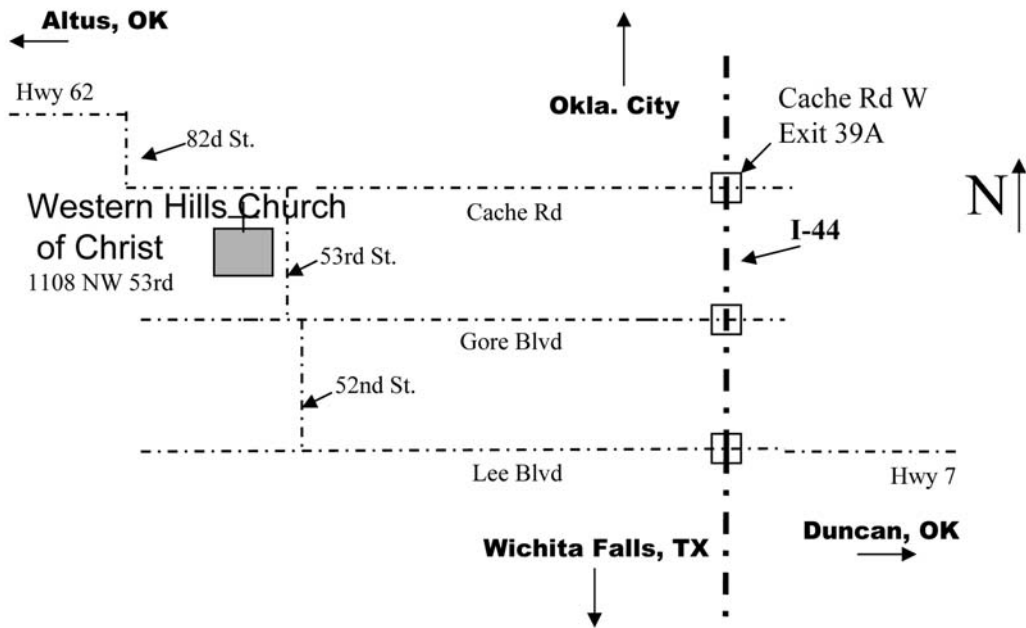 Altus, OK
Hwy 62
82d St.
Okla. City
Cache Rd W
Exit 39A
N
Western Hills Church
of Christ
1108 NW 53rd
Cache Rd
I-44
53rd St.
Gore Blvd
52nd St.
Lee Blvd
Hwy 7
Wichita Falls, TX
Duncan, OK